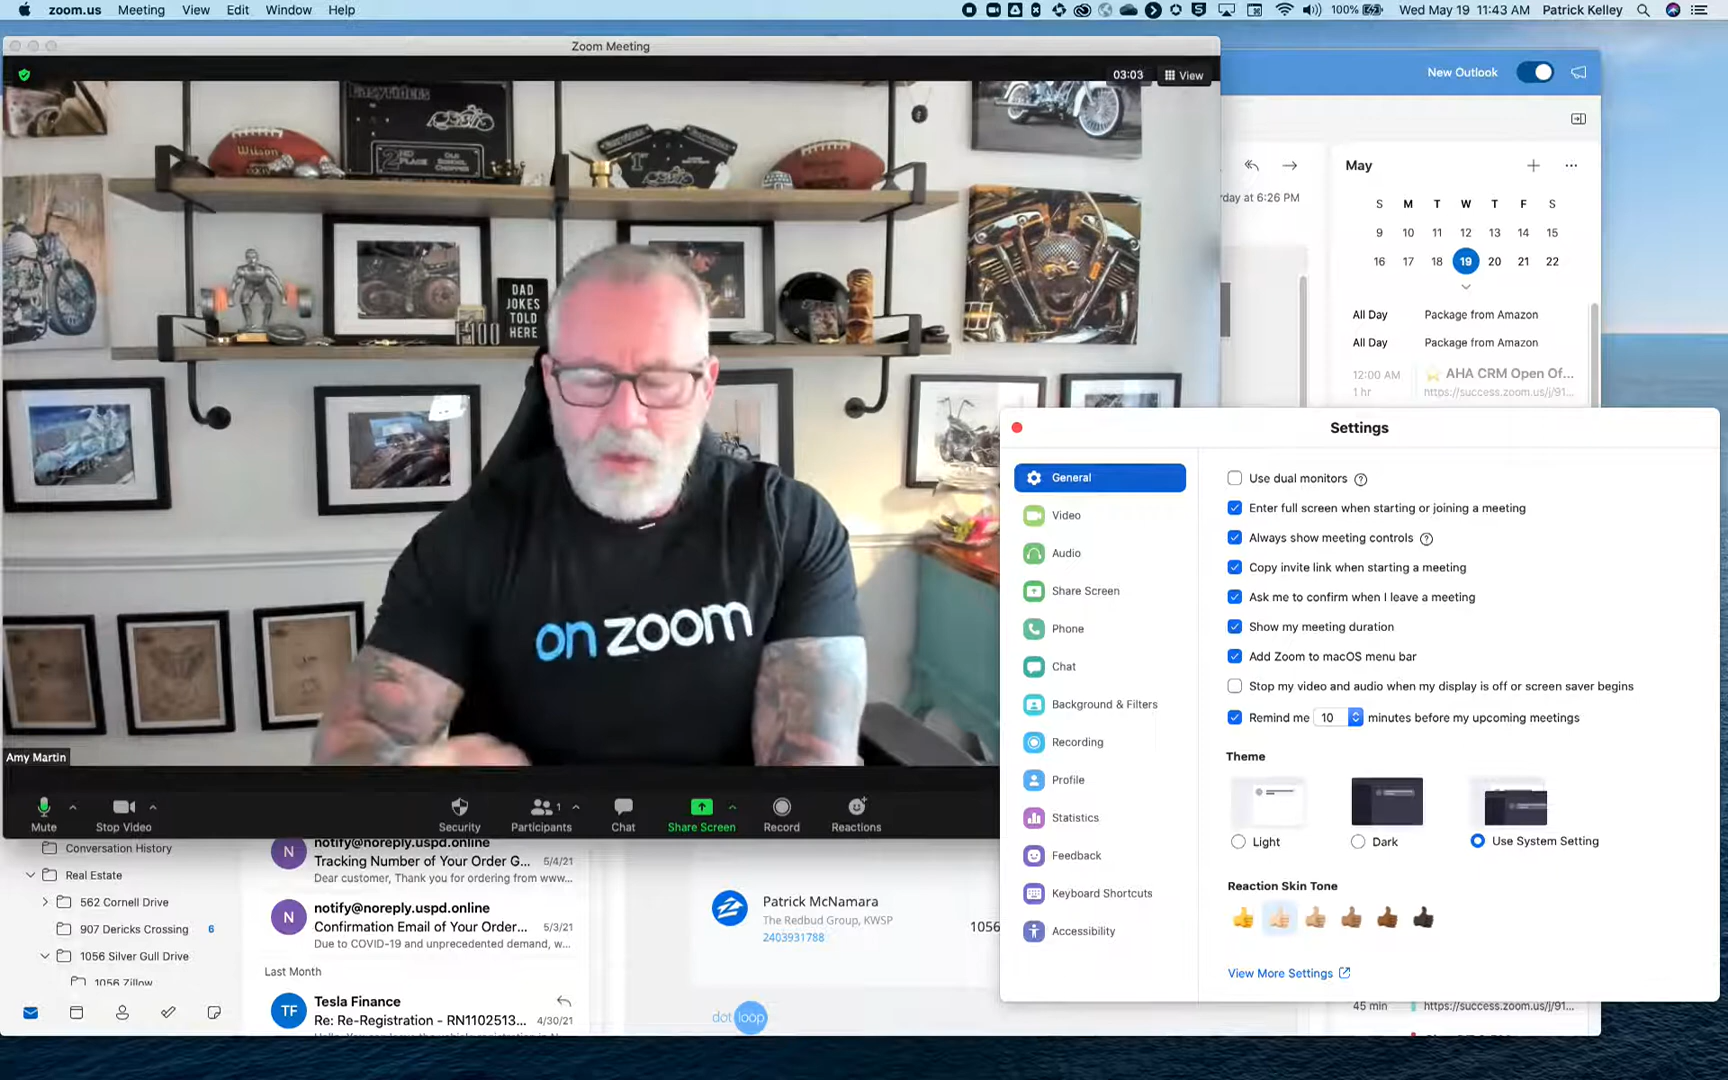 zoom.us Meeting View Edit Window Help
100% Wed May 19 11:43 AM Patrick Kelley
Zoom Meeting
03:03 View
Easyriders
Wilson
2ND PLACE OLD SCHOOL CHOPPER
1st
DAD
JOKES
TOLD
HERE
on zoom
Amy Martin
Mute
Stop Video
Security
Participants 1
Chat
Share Screen
Record
Reactions
New Outlook
rday at 6:26 PM
May
S M T W T F S
9 10 11 12 13 14 15
16 17 18 19 20 21 22
All Day Package from Amazon
All Day Package from Amazon
12:00 AM AHA CRM Open Of...
1 hr https://success.zoom.us/j/91...
Settings
General
Video
Audio
Share Screen
Phone
Chat
Background & Filters
Recording
Profile
Statistics
Feedback
Keyboard Shortcuts
Accessibility
Use dual monitors
Enter full screen when starting or joining a meeting
Always show meeting controls
Copy invite link when starting a meeting
Ask me to confirm when I leave a meeting
Show my meeting duration
Add Zoom to macOS menu bar
Stop my video and audio when my display is off or screen saver begins
Remind me 10 minutes before my upcoming meetings
Theme
Light
Dark
Use System Setting
Reaction Skin Tone
View More Settings
45 min https://success.zoom.us/j/91...
Conversation History
Real Estate
562 Cornell Drive
907 Dericks Crossing 6
1056 Silver Gull Drive
1056 Zillow
N
notify@noreply.uspd.online
Tracking Number of Your Order G... 5/4/21
Dear customer, Thank you for ordering from www...
N
notify@noreply.uspd.online
Confirmation Email of Your Order... 5/3/21
Due to COVID-19 and unprecedented demand, w...
Last Month
TF
Tesla Finance
Re: Re-Registration - RN1102513... 4/30/21
Patrick McNamara
The Redbud Group, KWSP
2403931788
1056
dotloop